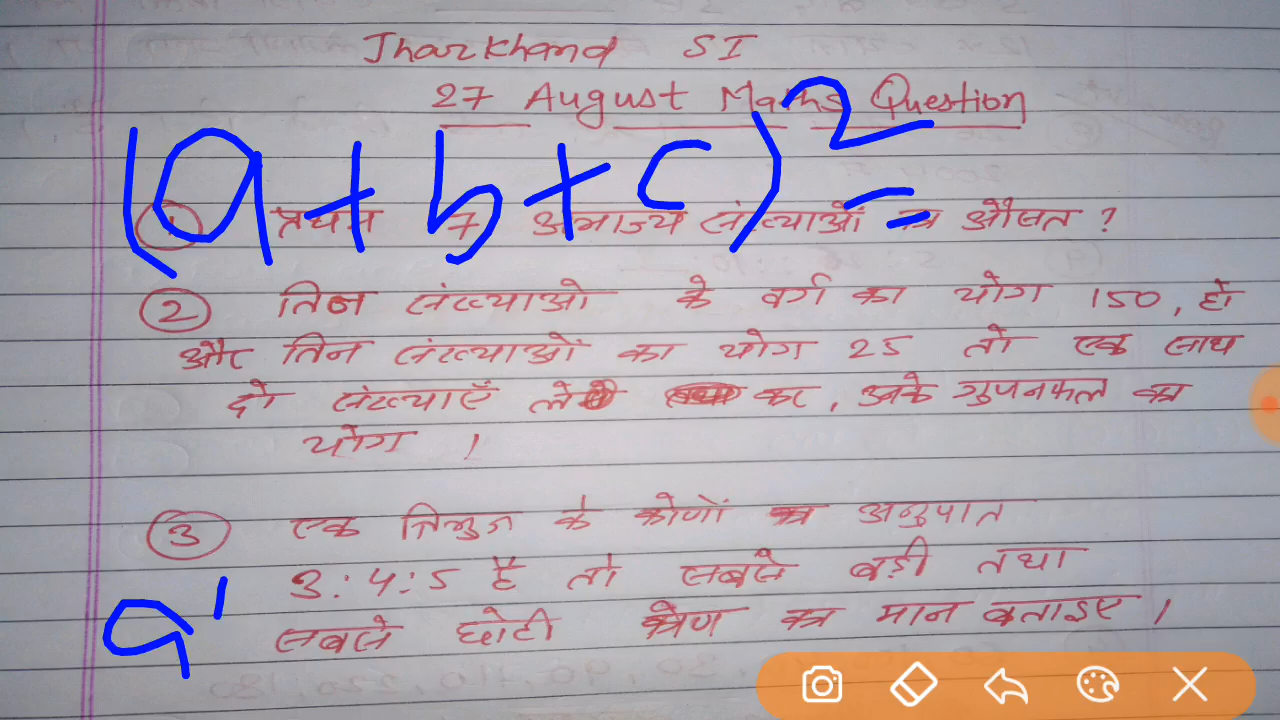 Jharkhand SI
27 August Maths Question
(a+b+c)² =
① प्रथम 7 अभाज्य संख्याओं का औसत ?
② तिन संख्याओ के वर्ग का योग 150, हो
और तिन संख्याओं का योग 25 तो एक साथ
दो संख्याएँ ले कर, उनके गुणनफल का
योग ।
③ एक त्रिभुज के कोणों का अनुपात
3:4:5 है तो सबसे बड़ी तथा
सबसे छोटी कोण का मान बताइए ।
a'